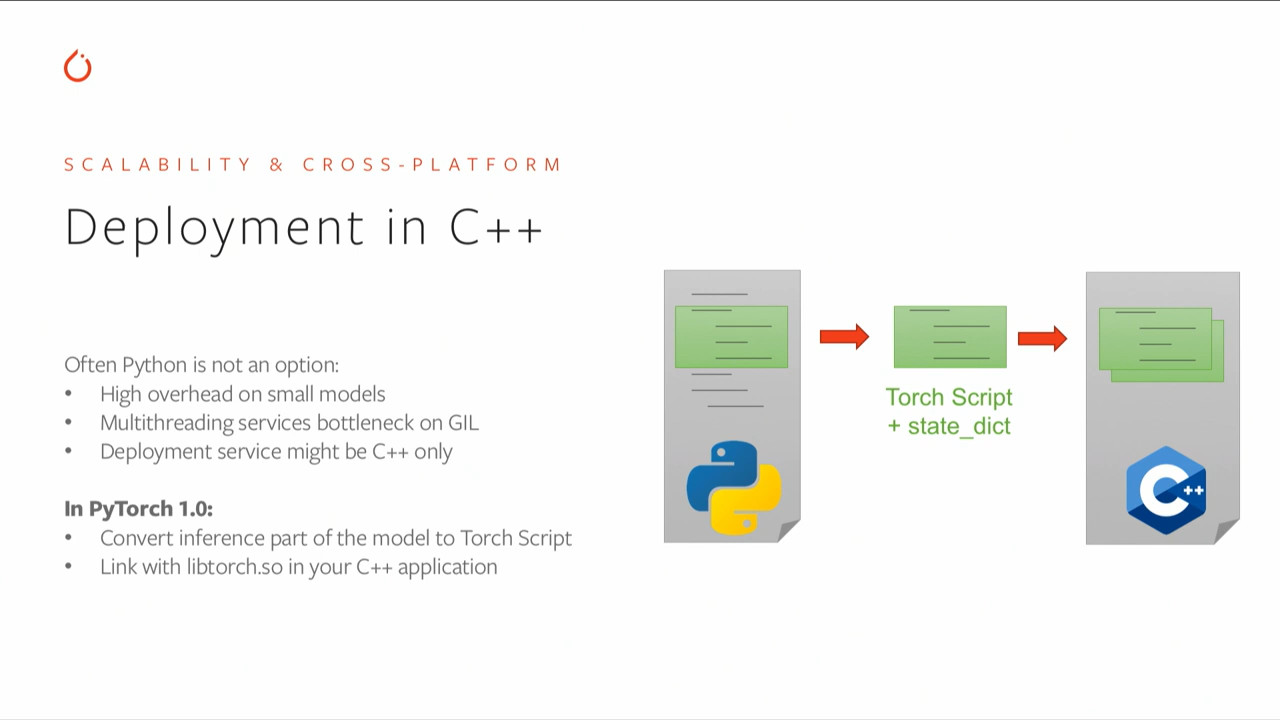 SCALABILITY & CROSS-PLATFORM
Deployment in C++
Often Python is not an option:
• High overhead on small models
• Multithreading services bottleneck on GIL
• Deployment service might be C++ only
In PyTorch 1.0:
• Convert inference part of the model to Torch Script
• Link with libtorch.so in your C++ application
Torch Script
+ state_dict
C++